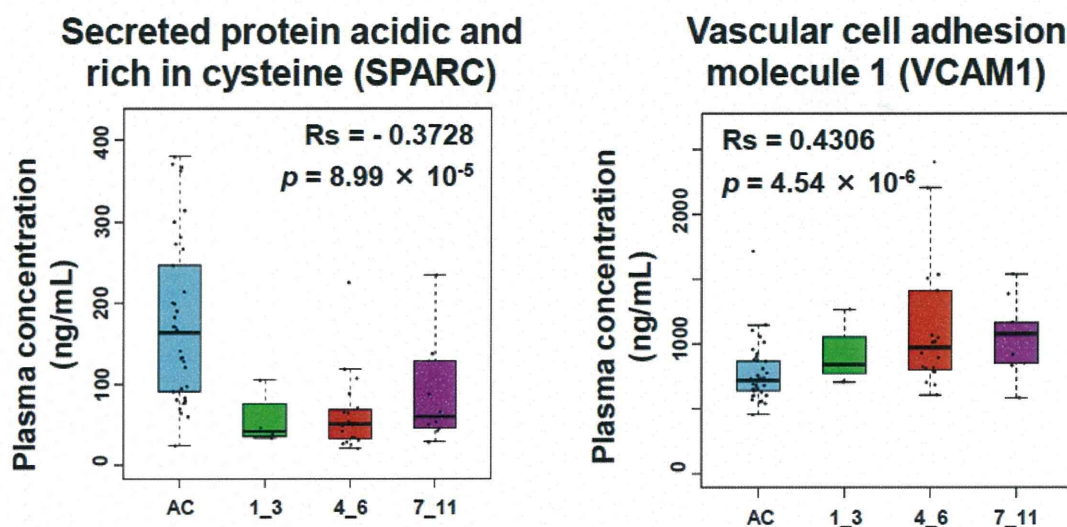 Secreted protein acidic and
rich in cysteine (SPARC)
Plasma concentration
(ng/mL)
400
300
200
100
0
Rs = - 0.3728
p = 8.99 × 10-5
AC 1_3 4_6 7_11
Vascular cell adhesion
molecule 1 (VCAM1)
Plasma concentration
(ng/mL)
2000
1000
0
Rs = 0.4306
p = 4.54 × 10-6
AC 1_3 4_6 7_11